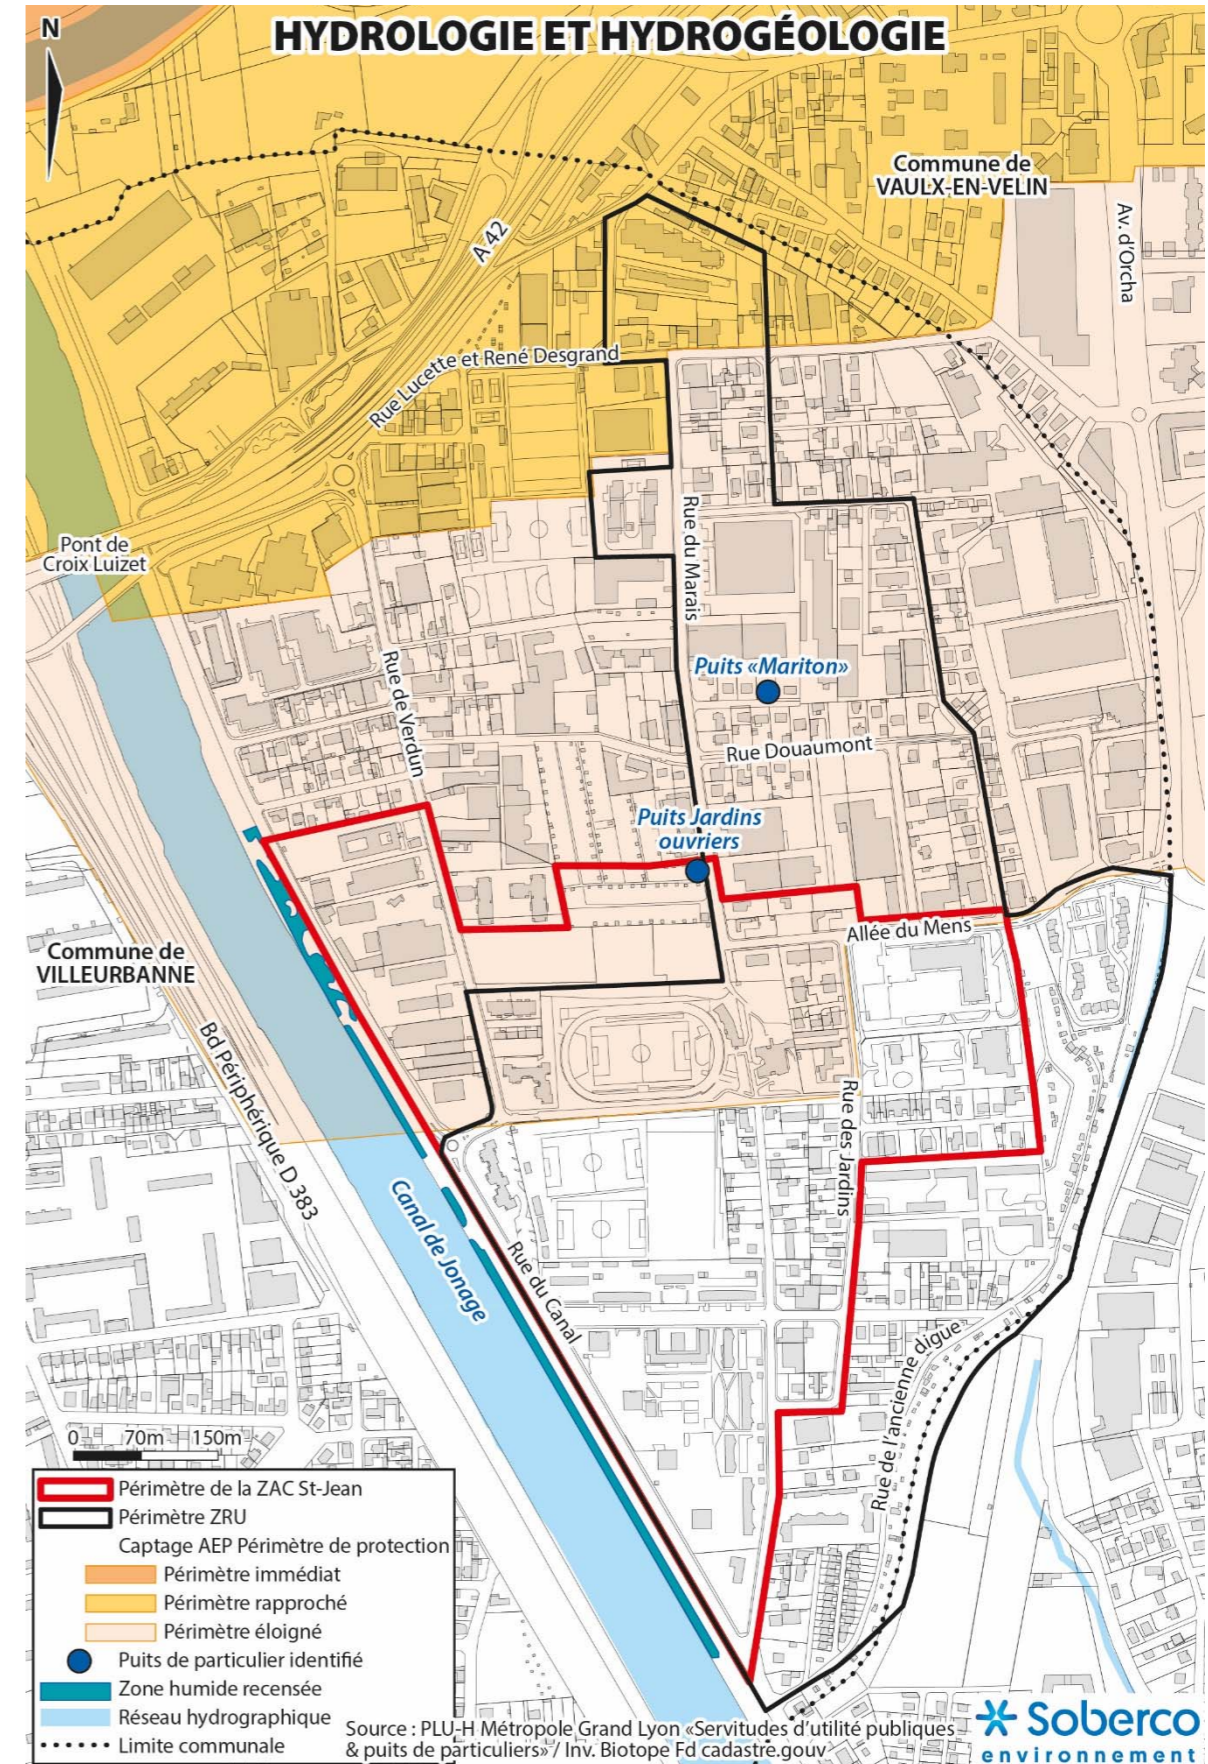 HYDROLOGIE ET HYDROGÉOLOGIE
N
Commune de
VAULX-EN-VELIN
Av. d'Orcha
A 42
Rue Lucette et René Desgrand
Pont de
Croix Luizet
Rue du Marais
Rue de Verdun
Puits «Mariton»
Rue Douaumont
Puits Jardins
ouvriers
Allée du Mens
Commune de
VILLEURBANNE
Bd Périphérique D 383
Canal de Jonage
Rue du Canal
Rue des Jardins
Rue de l'ancienne digue
0 70m 150m
Périmètre de la ZAC St-Jean
Périmètre ZRU
Captage AEP Périmètre de protection
Périmètre immédiat
Périmètre rapproché
Périmètre éloigné
Puits de particulier identifié
Zone humide recensée
Réseau hydrographique
Limite communale
Source : PLU-H Métropole Grand Lyon «Servitudes d'utilité publiques
& puits de particuliers»/ Inv. Biotope Fd cadastre.gouv
Soberco
environnement